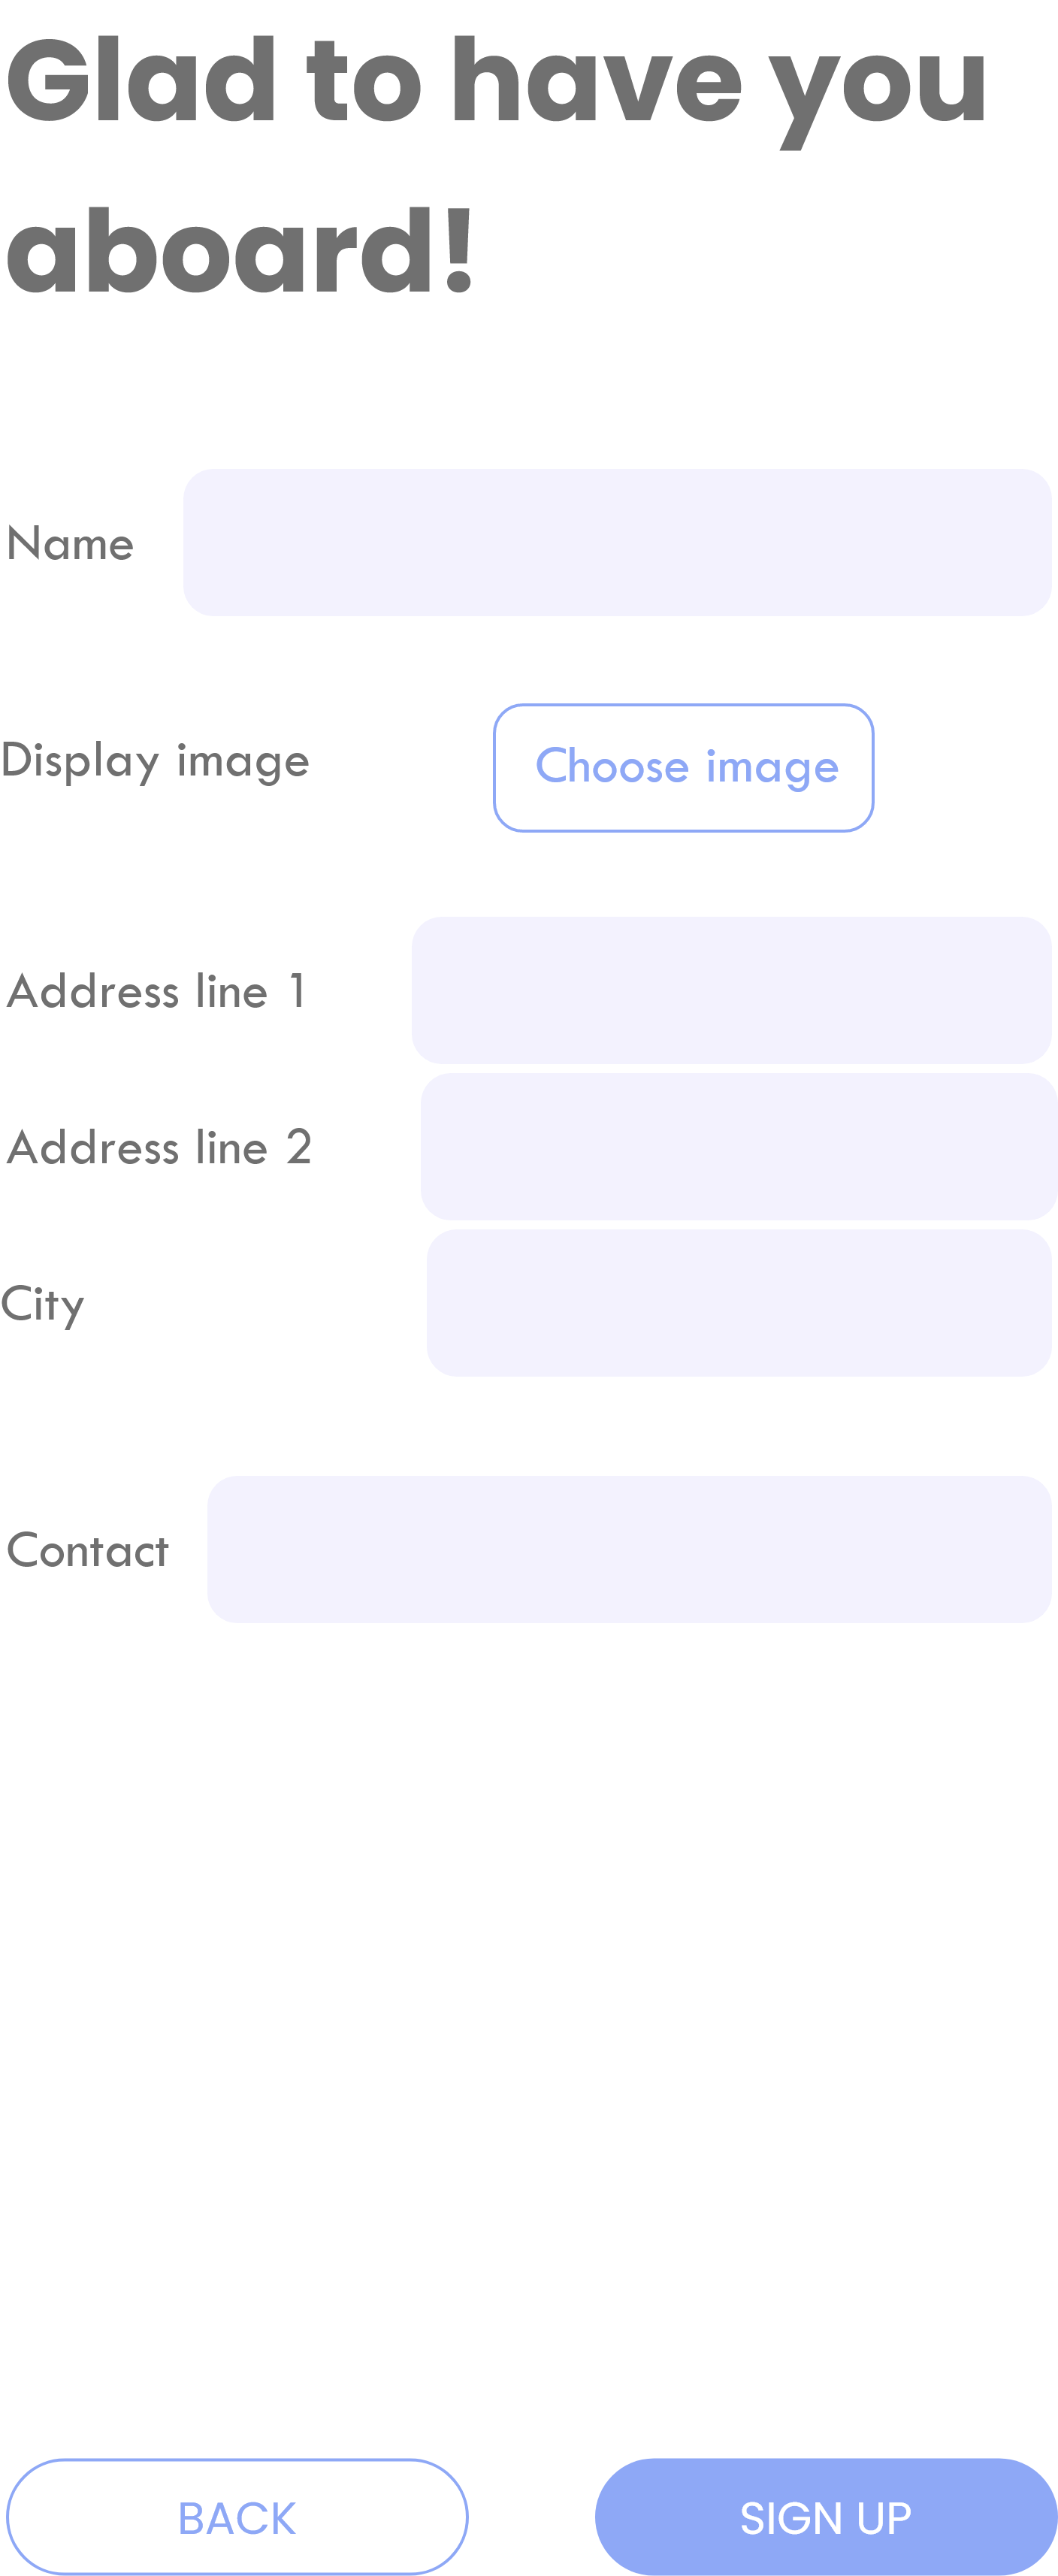 Glad to have you
aboard!
Name
Display image
Choose image
Address line 1
Address line 2
City
Contact
BACK
SIGN UP